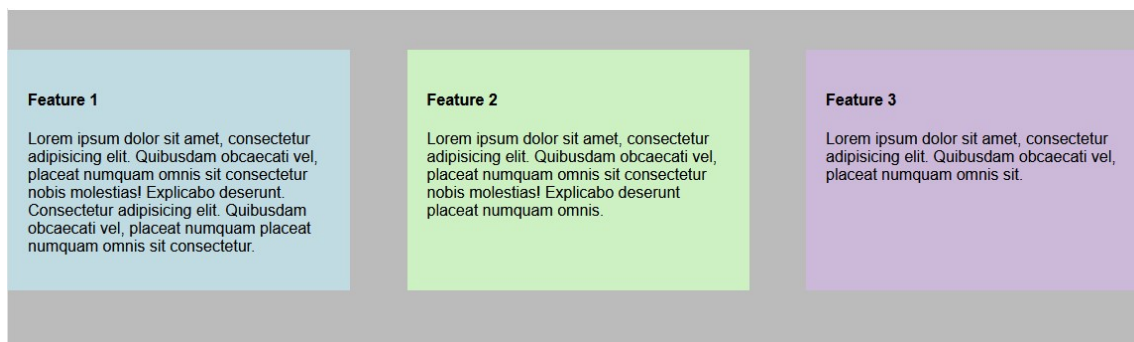 Feature 1
Lorem ipsum dolor sit amet, consectetur
adipisicing elit. Quibusdam obcaecati vel,
placeat numquam omnis sit consectetur
nobis molestias! Explicabo deserunt.
Consectetur adipisicing elit. Quibusdam
obcaecati vel, placeat numquam placeat
numquam omnis sit consectetur.
Feature 2
Lorem ipsum dolor sit amet, consectetur
adipisicing elit. Quibusdam obcaecati vel,
placeat numquam omnis sit consectetur
nobis molestias! Explicabo deserunt
placeat numquam omnis.
Feature 3
Lorem ipsum dolor sit amet, consectetur
adipisicing elit. Quibusdam obcaecati vel,
placeat numquam omnis sit.